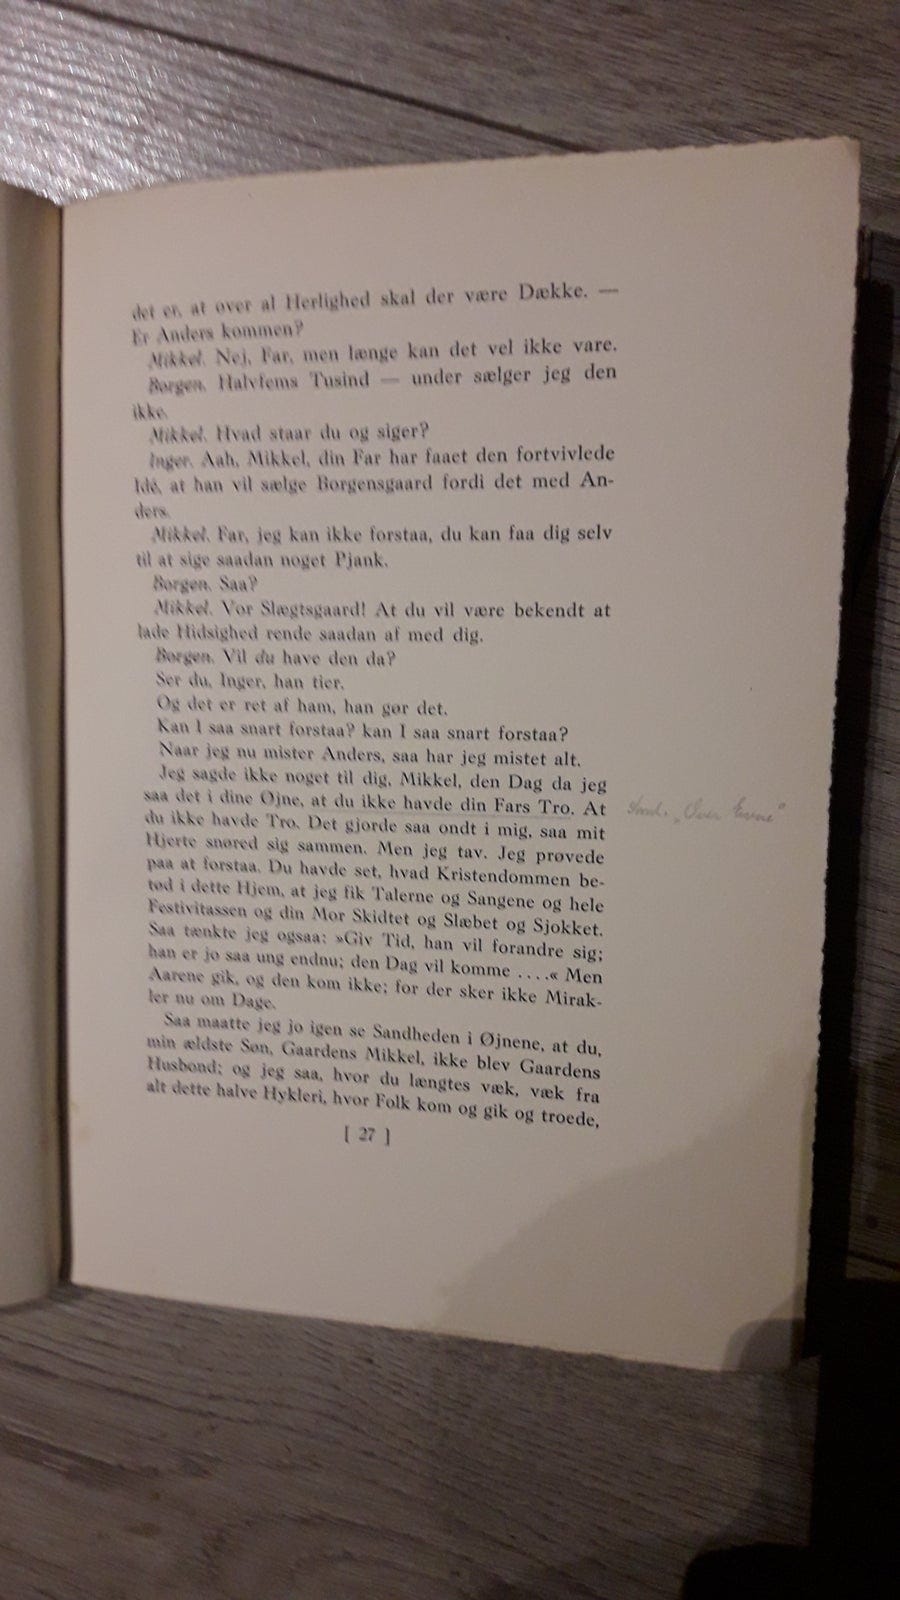 det er, at over al Herlighed skal der være Dække. —
Er Anders kommen?
Mikkel. Nej, Far, men længe kan det vel ikke vare.
Borgen. Halvfems Tusind — under sælger jeg den
ikke.
Mikkel. Hvad staar du og siger?
Inger. Aah, Mikkel, din Far har faaet den fortvivlede
Idé, at han vil sælge Borgensgaard fordi det med An-
ders.
Mikkel. Far, jeg kan ikke forstaa, du kan faa dig selv
til at sige saadan noget Pjank.
Borgen. Saa?
Mikkel. Vor Slægtsgaard! At du vil være bekendt at
lade Hidsighed rende saadan af med dig.
Borgen. Vil du have den da?
Ser du, Inger, han tier.
Og det er ret af ham, han gør det.
Kan I saa snart forstaa? kan I saa snart forstaa?
Naar jeg nu mister Anders, saa har jeg mistet alt.
Jeg sagde ikke noget til dig, Mikkel, den Dag da jeg
saa det i dine Øjne, at du ikke havde din Fars Tro. At
du ikke havde Tro. Det gjorde saa ondt i mig, saa mit
Hjerte snøred sig sammen. Men jeg tav. Jeg prøvede
paa at forstaa. Du havde set, hvad Kristendommen be-
tød i dette Hjem, at jeg fik Talerne og Sangene og hele
Festivitassen og din Mor Skidtet og Slæbet og Sjokket.
Saa tænkte jeg ogsaa: »Giv Tid, han vil forandre sig;
han er jo saa ung endnu; den Dag vil komme ....« Men
Aarene gik, og den kom ikke; for der sker ikke Mirak-
ler nu om Dage.
Saa maatte jeg jo igen se Sandheden i Øjnene, at du,
min ældste Søn, Gaardens Mikkel, ikke blev Gaardens
Husbond; og jeg saa, hvor du længtes væk, væk fra
alt dette halve Hykleri, hvor Folk kom og gik og troede,
[ 27 ]
„Over Evne"